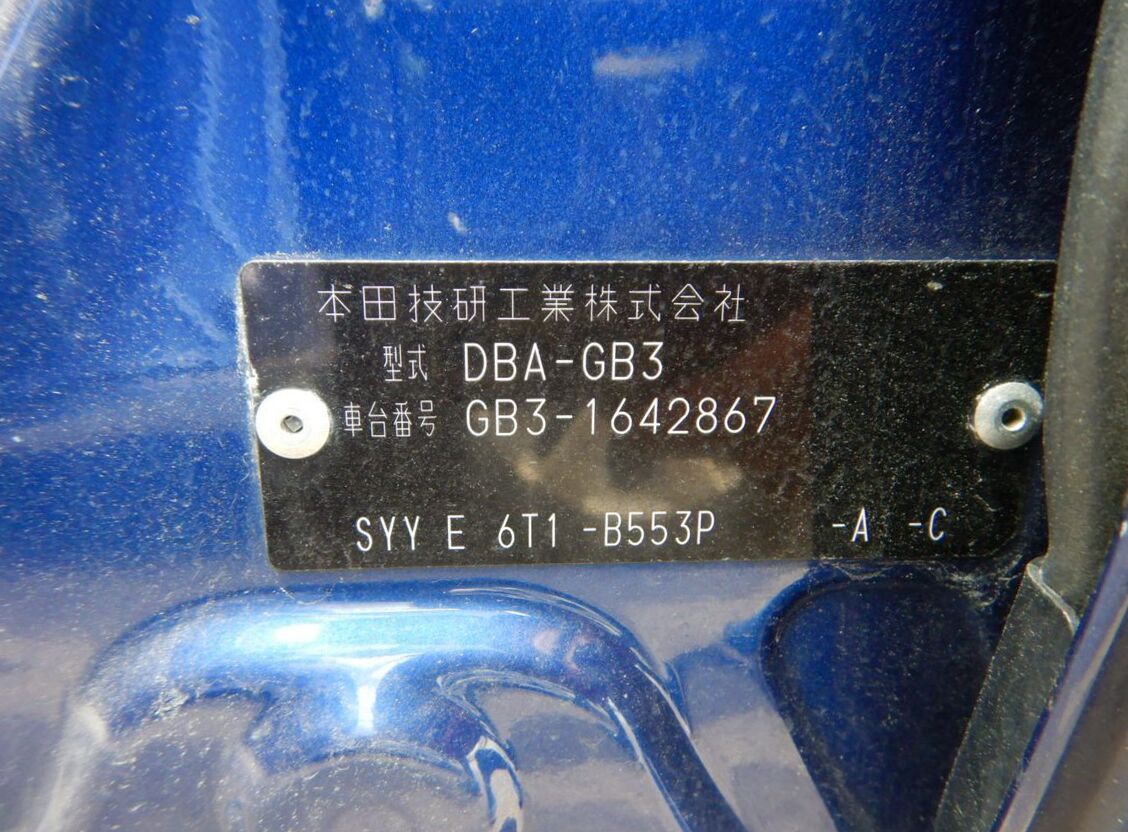 本田技研工業株式会社
型式 DBA-GB3
車台番号 GB3-1642867
SYY E 6T1 -B553P -A -C